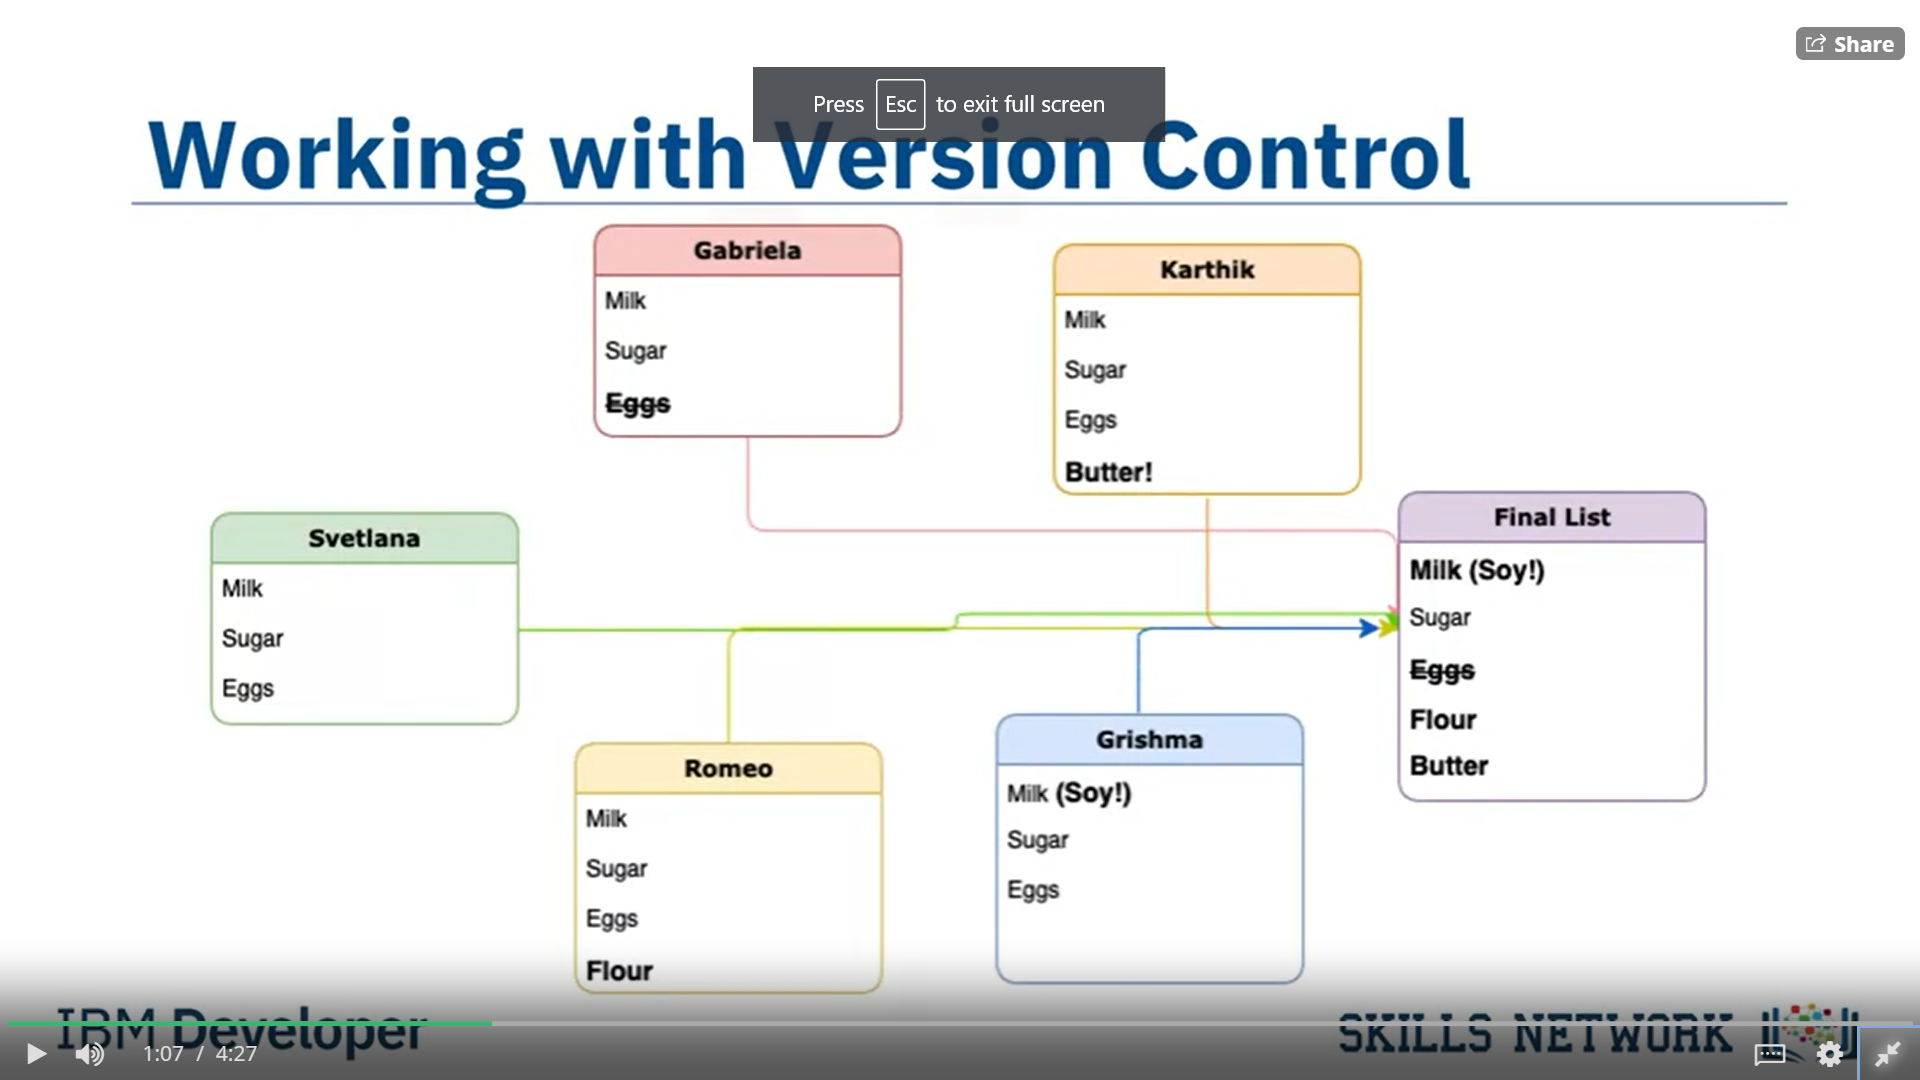 Share
Press Esc to exit full screen
Working with Version Control
Gabriela
Milk
Sugar
Eggs
Karthik
Milk
Sugar
Eggs
Butter!
Svetlana
Milk
Sugar
Eggs
Romeo
Milk
Sugar
Eggs
Flour
Grishma
Milk (Soy!)
Sugar
Eggs
Final List
Milk (Soy!)
Sugar
Eggs
Flour
Butter
IBM Developer
SKILLS NETWORK
1:07 / 4:27